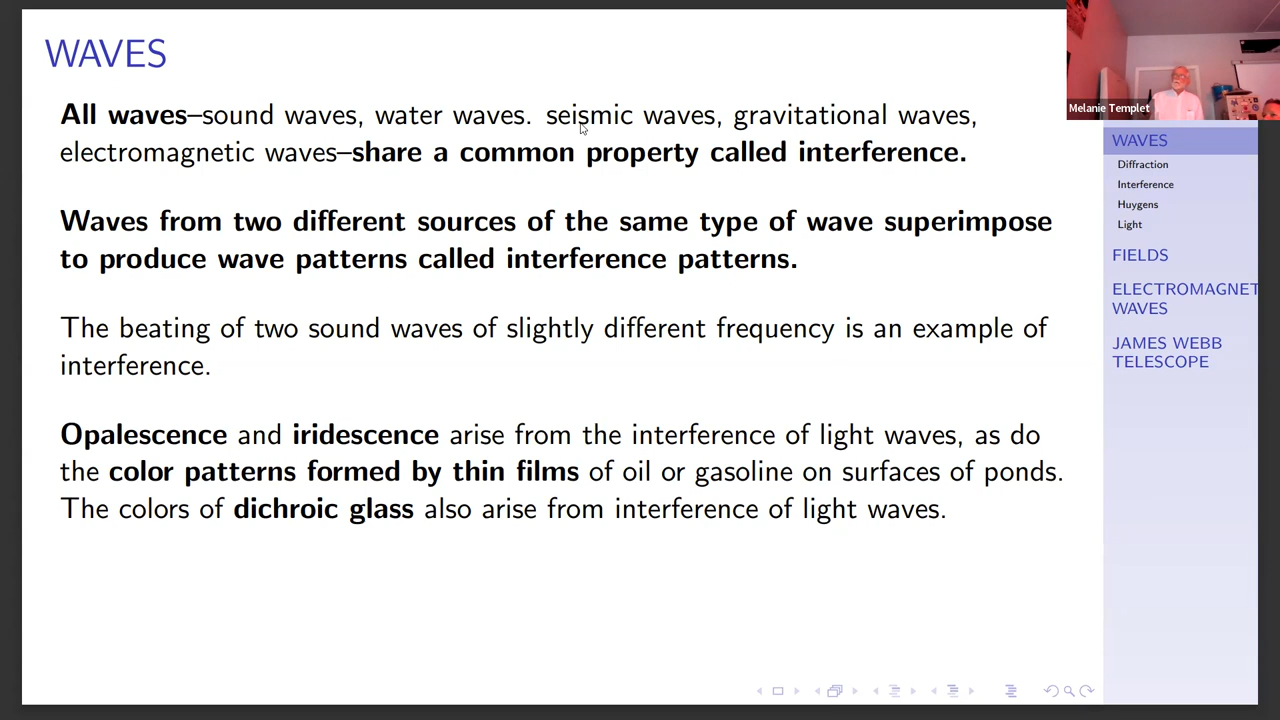 WAVES
All waves–sound waves, water waves. seismic waves, gravitational waves,
electromagnetic waves–share a common property called interference.
Waves from two different sources of the same type of wave superimpose
to produce wave patterns called interference patterns.
The beating of two sound waves of slightly different frequency is an example of
interference.
Opalescence and iridescence arise from the interference of light waves, as do
the color patterns formed by thin films of oil or gasoline on surfaces of ponds.
The colors of dichroic glass also arise from interference of light waves.
Melanie Templet
WAVES
Diffraction
Interference
Huygens
Light
FIELDS
ELECTROMAGNET
WAVES
JAMES WEBB
TELESCOPE